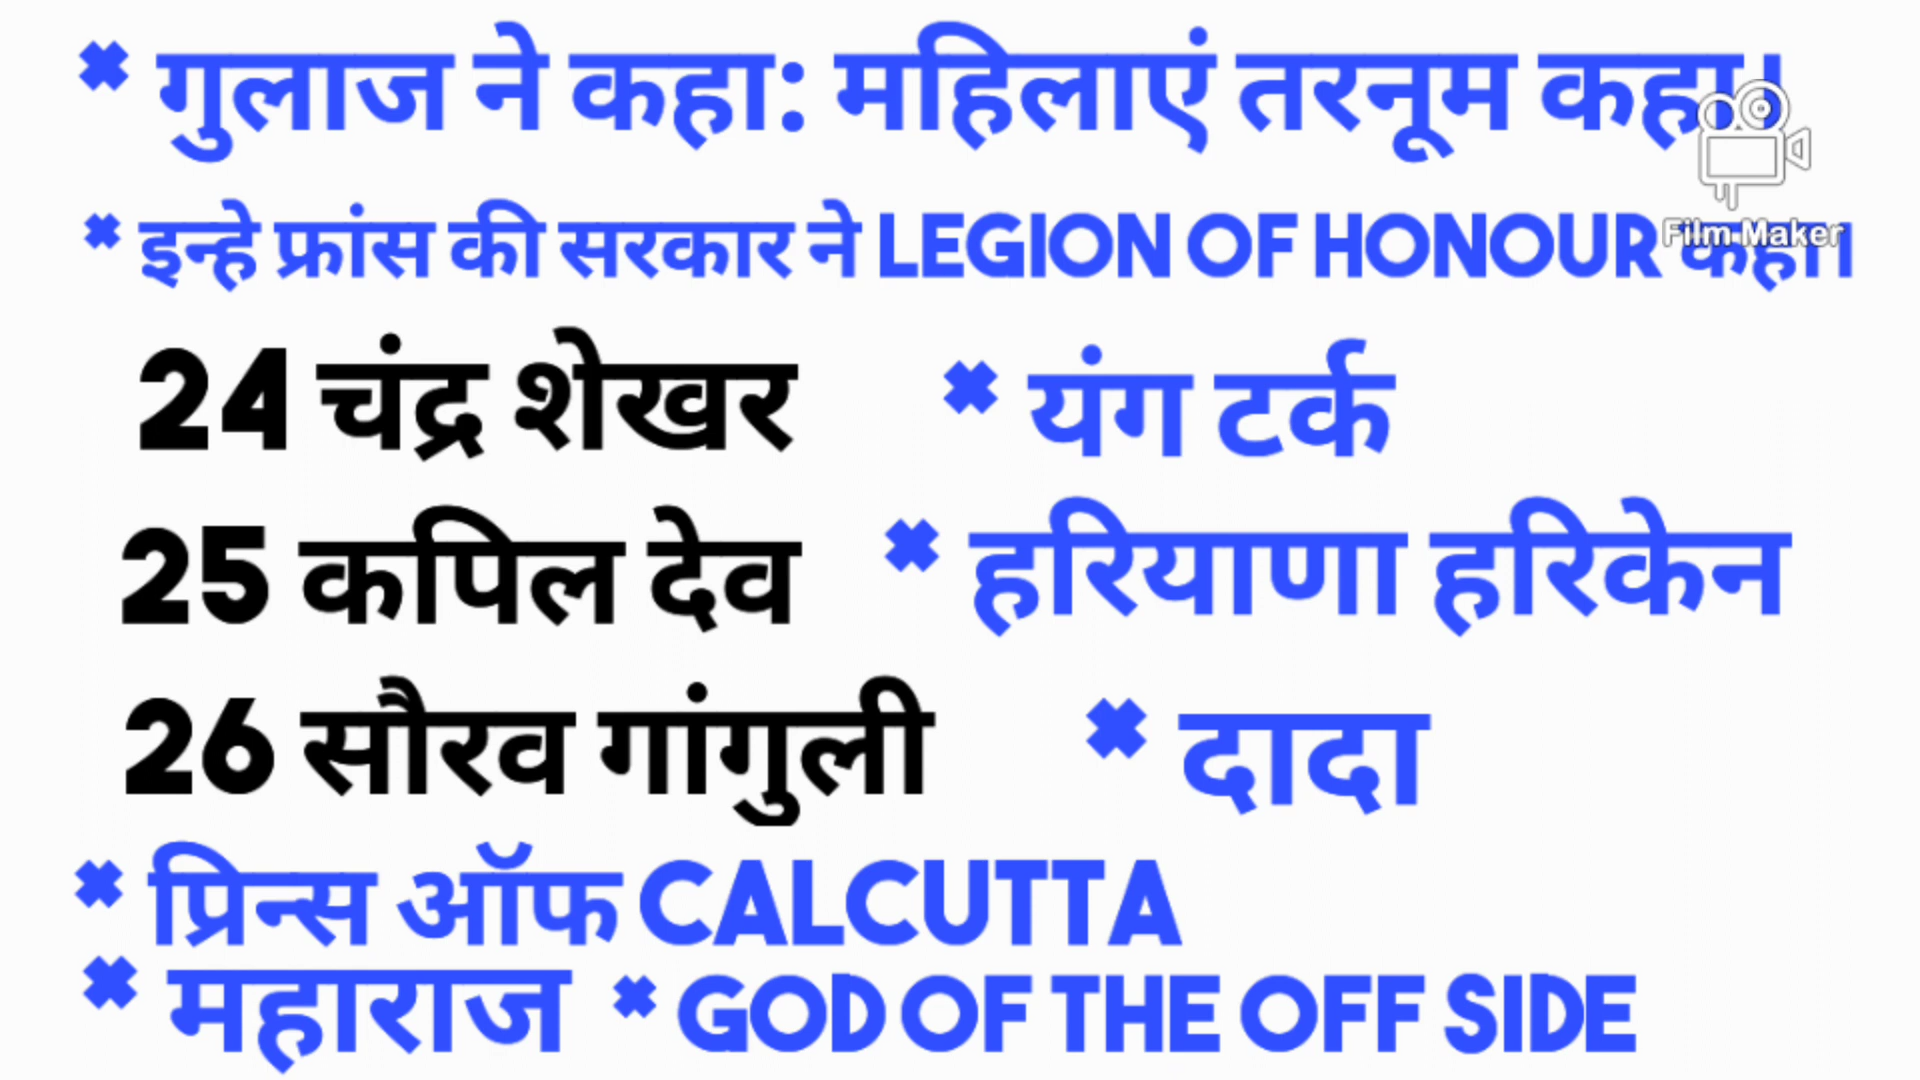 * गुलाज ने कहा: महिलाएं तरनूम कहा।
* इन्हे फ्रांस की सरकार ने LEGION OF HONOUR कहा।
Film Maker
24 चंद्र शेखर * यंग टर्क
25 कपिल देव * हरियाणा हरिकेन
26 सौरव गांगुली * दादा
* प्रिन्स ऑफ CALCUTTA
* महाराज * GOD OF THE OFF SIDE